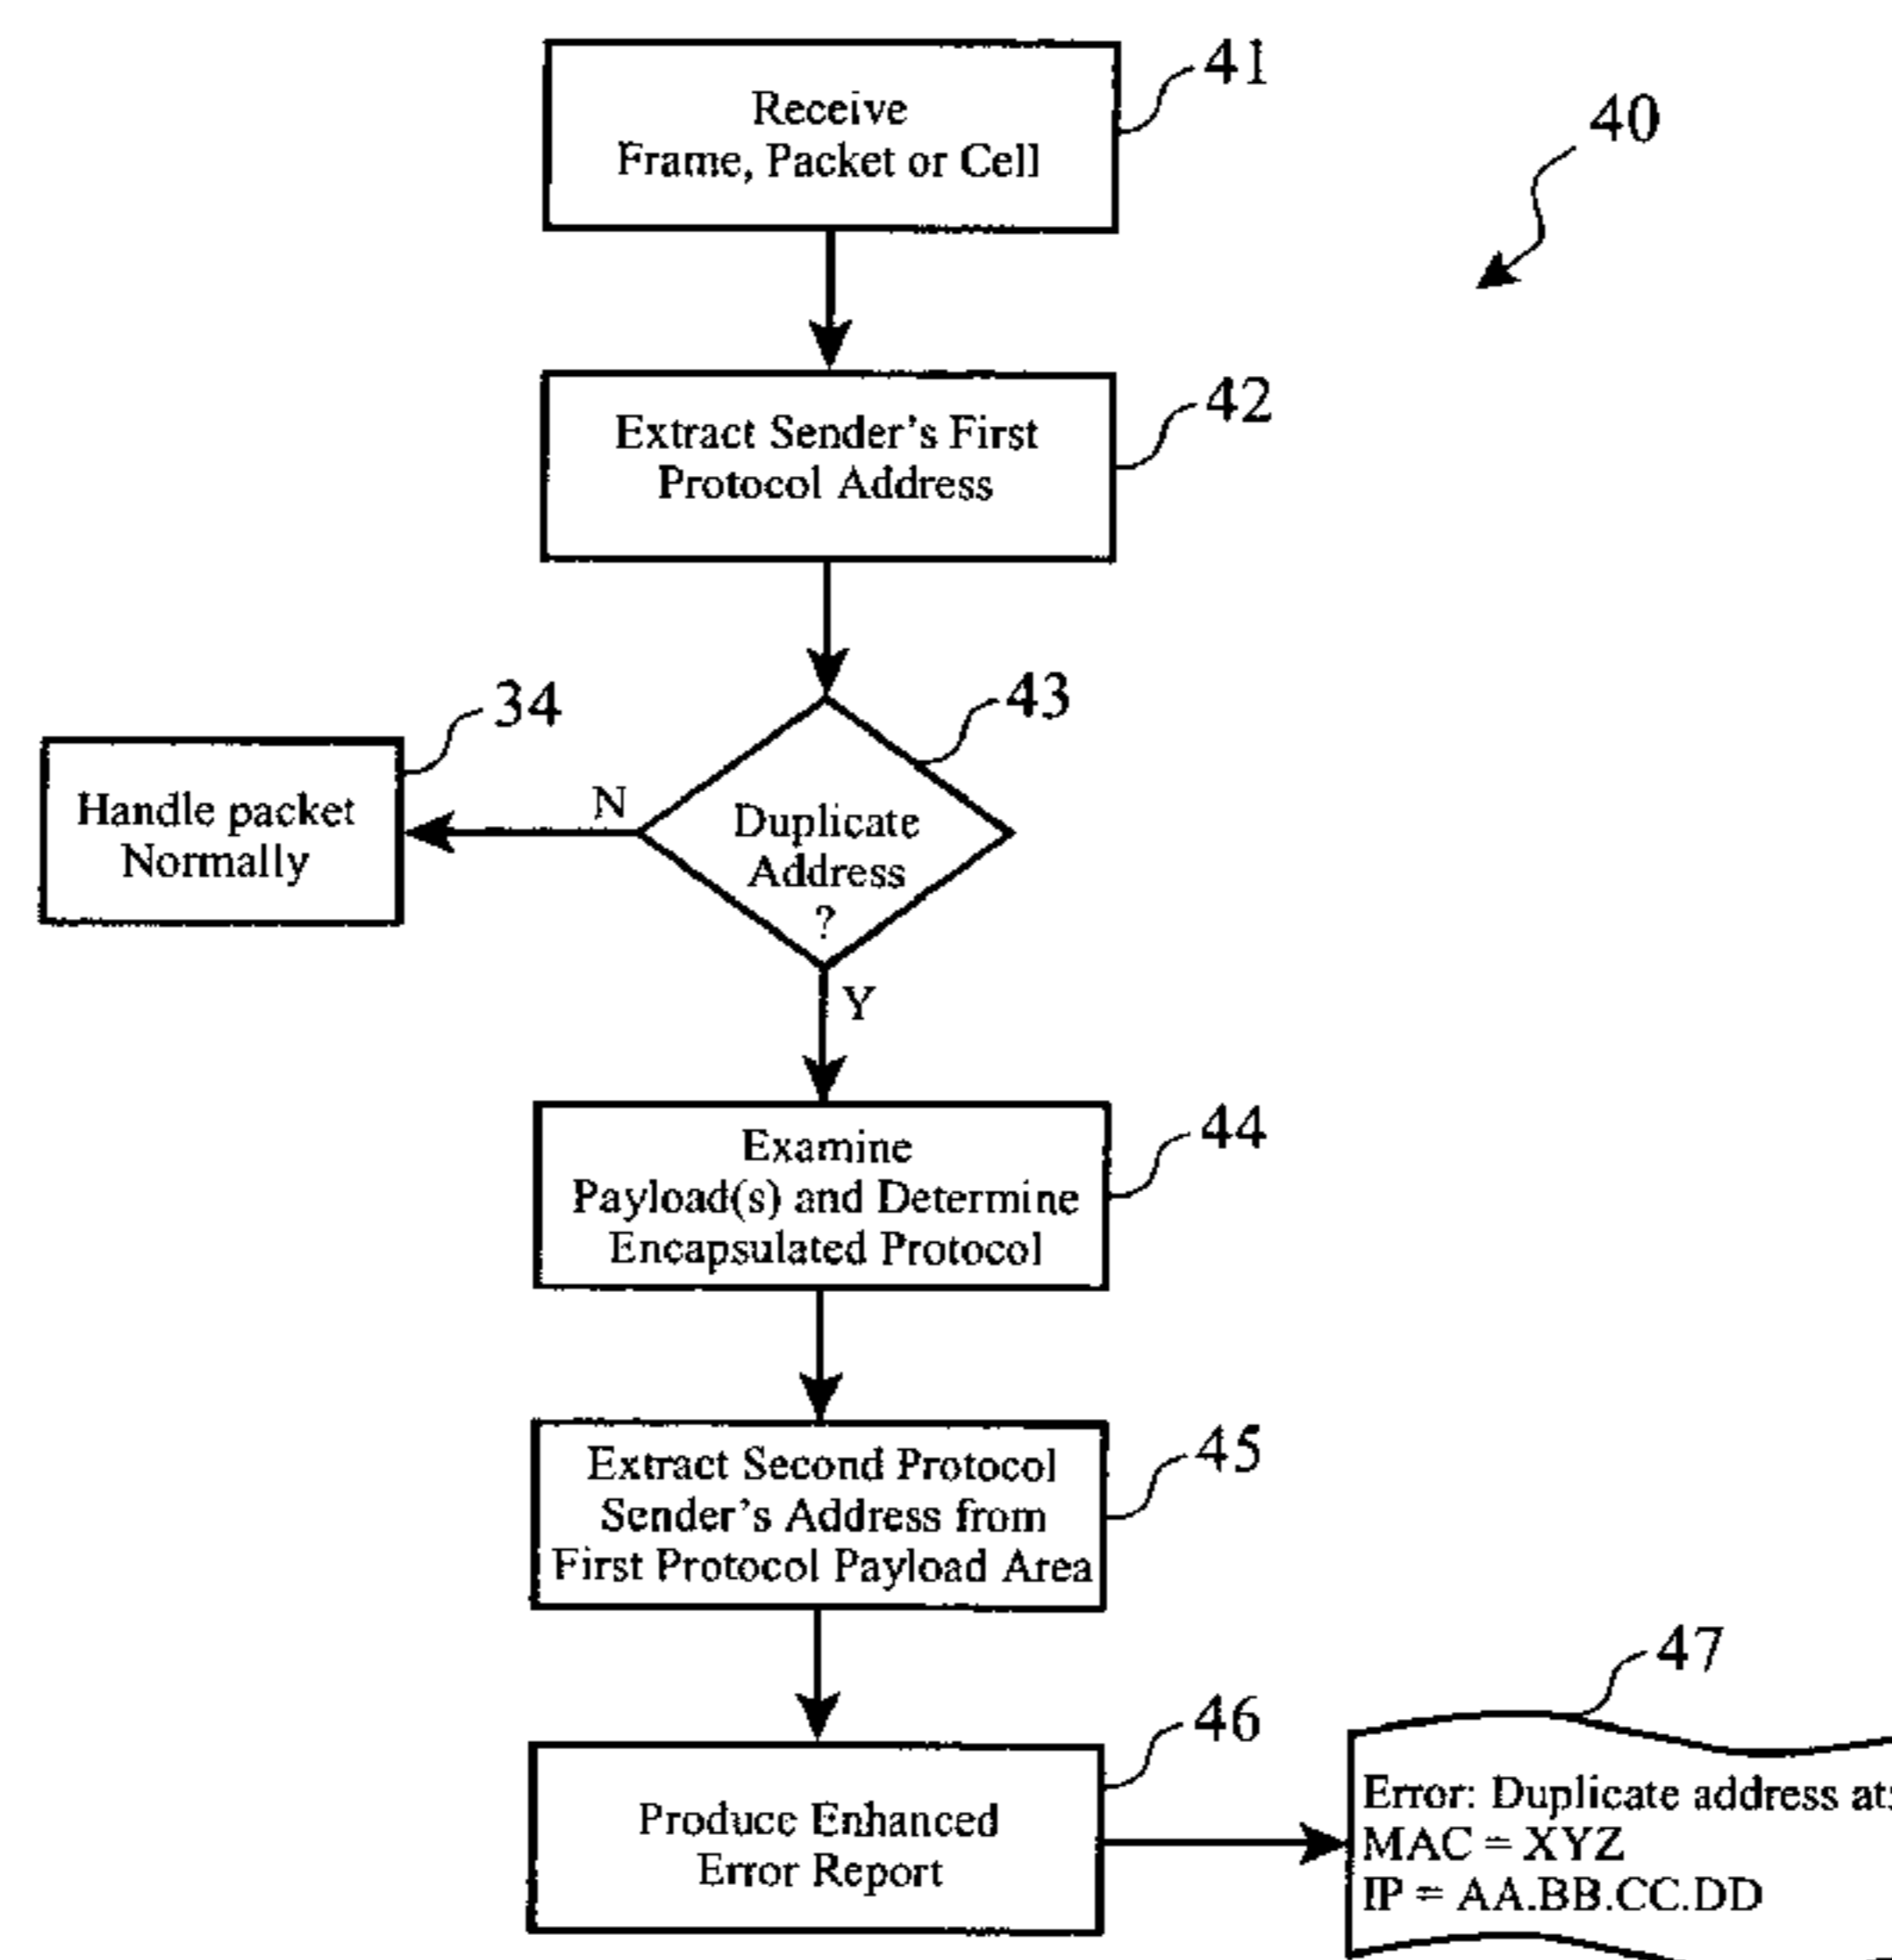 41
Receive
Frame, Packet or Cell
40
42
Extract Sender's First
Protocol Address
43
34
N
Handle packet
Normally
Duplicate
Address
?
Y
44
Examine
Payload(s) and Determine
Encapsulated Protocol
45
Extract Second Protocol
Sender's Address from
First Protocol Payload Area
47
46
Produce Enhanced
Error Report
Error: Duplicate address at:
MAC = XYZ
IP = AA.BB.CC.DD